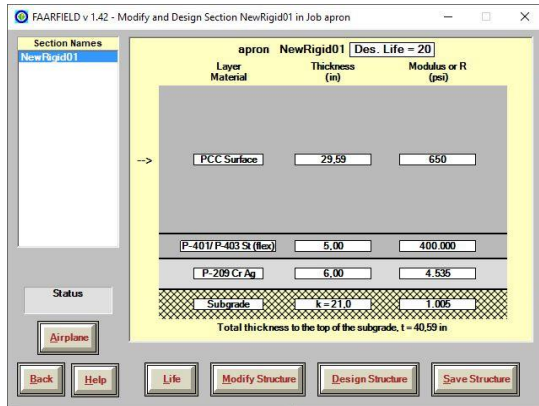 FAARFIELD v 1.42 - Modify and Design Section NewRigid01 in Job apron
Section Names
NewRigid01
apron NewRigid01 Des. Life = 20
Layer Material Thickness (in) Modulus or R (psi)
--> PCC Surface 29,59 650
P-401/ P-403 St (flex) 5,00 400.000
P-209 Cr Ag 6,00 4.535
Subgrade k = 21,0 1.005
Total thickness to the top of the subgrade, t = 40,59 in
Status
Airplane
Back Help Life Modify Structure Design Structure Save Structure